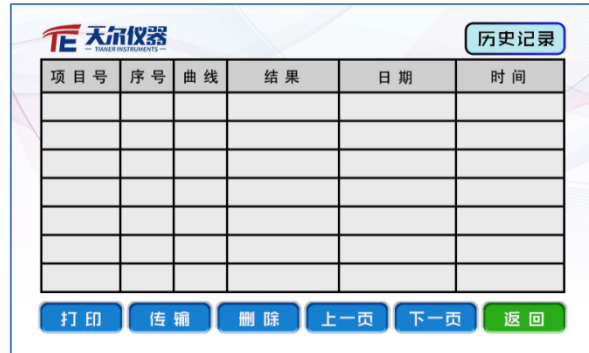 TE 天尔仪器
TIANER INSTRUMENTS
历史记录
项目号 序号 曲线 结果 日期 时间
打印 传输 删除 上一页 下一页 返回